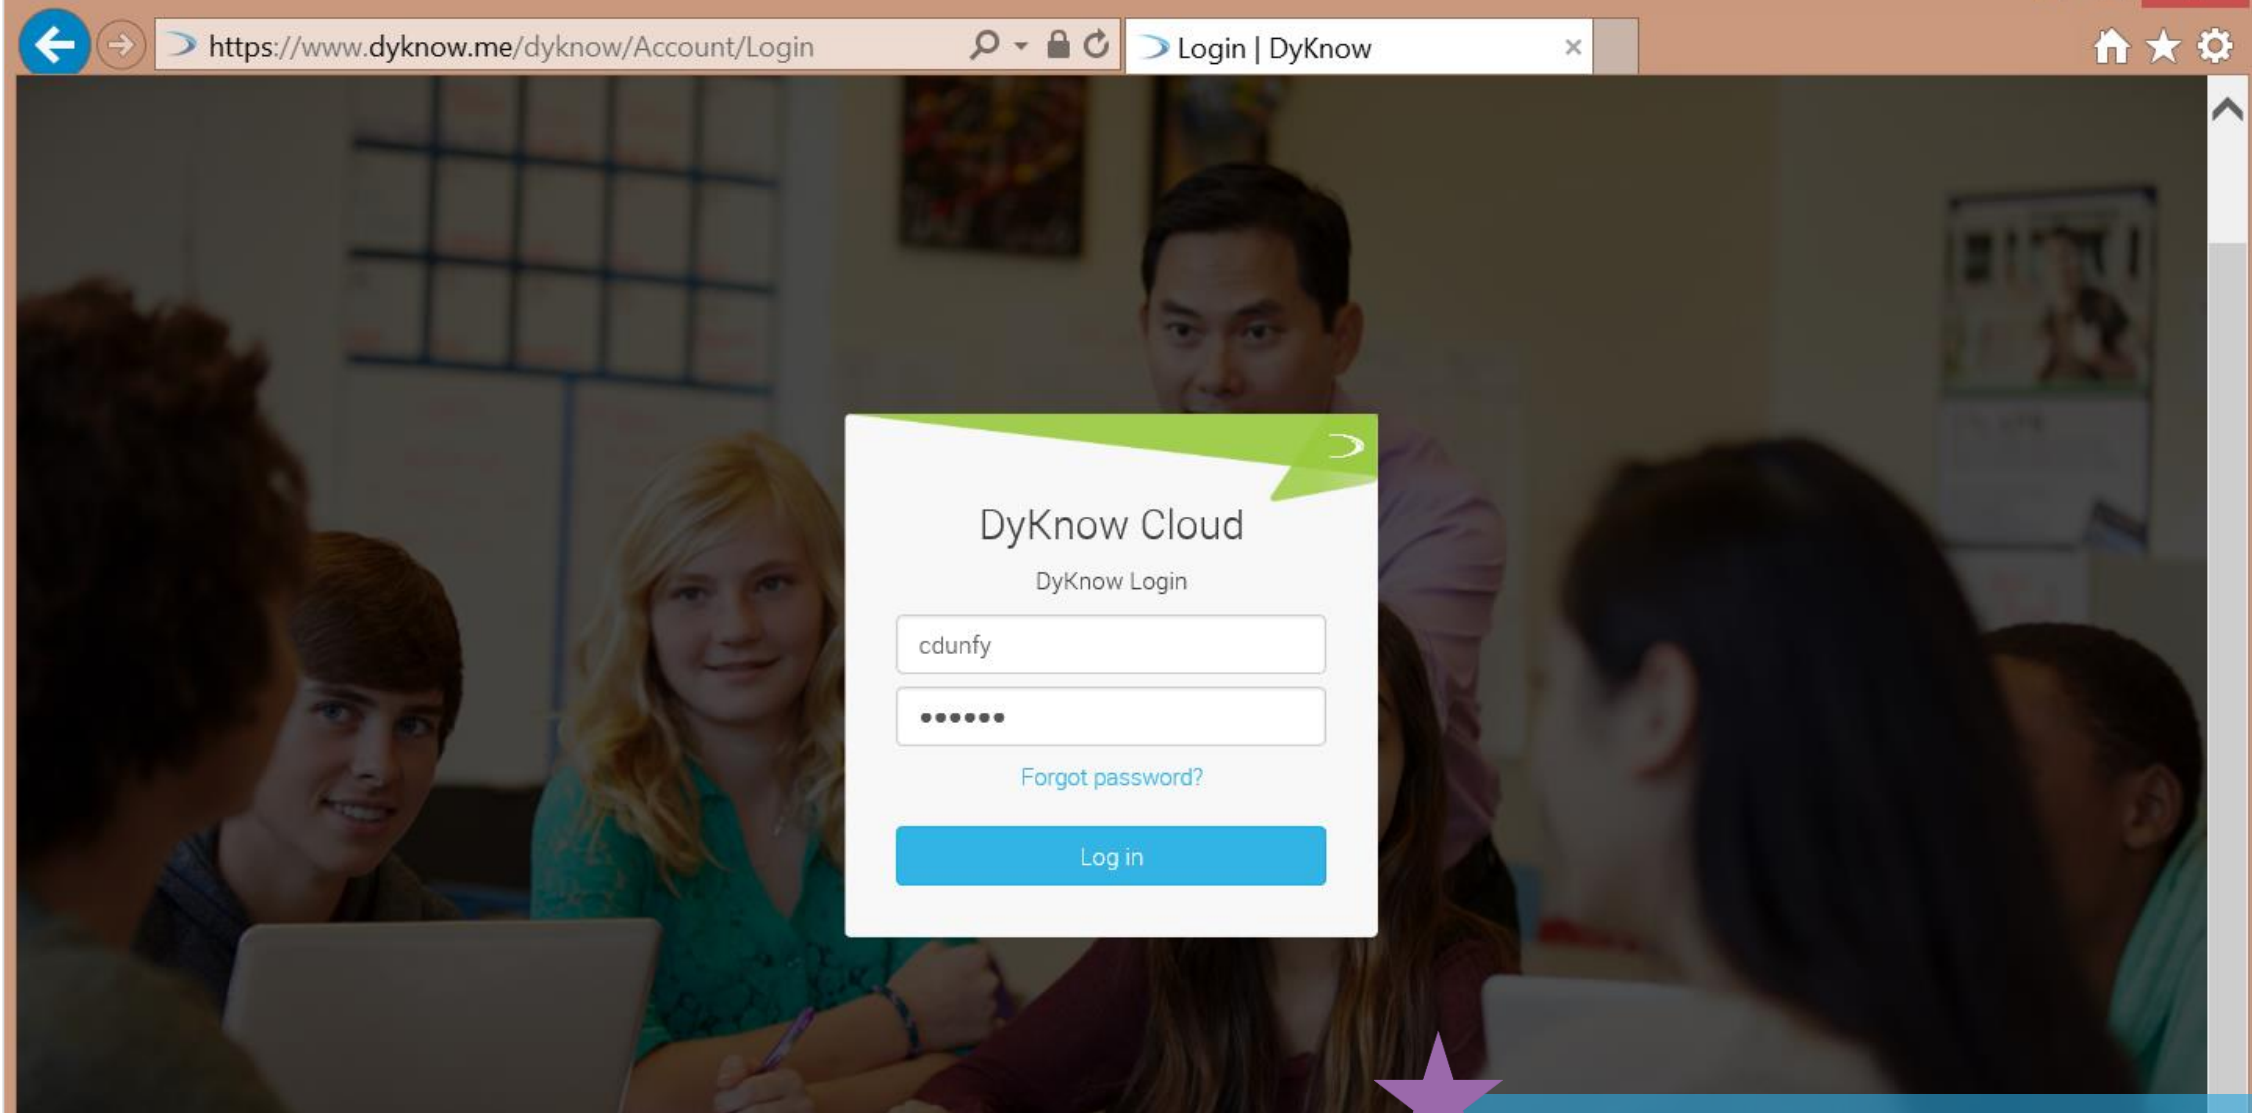 https://www.dyknow.me/dyknow/Account/Login
Login | DyKnow
DyKnow Cloud
DyKnow Login
cdunfy
••••••
Forgot password?
Log in